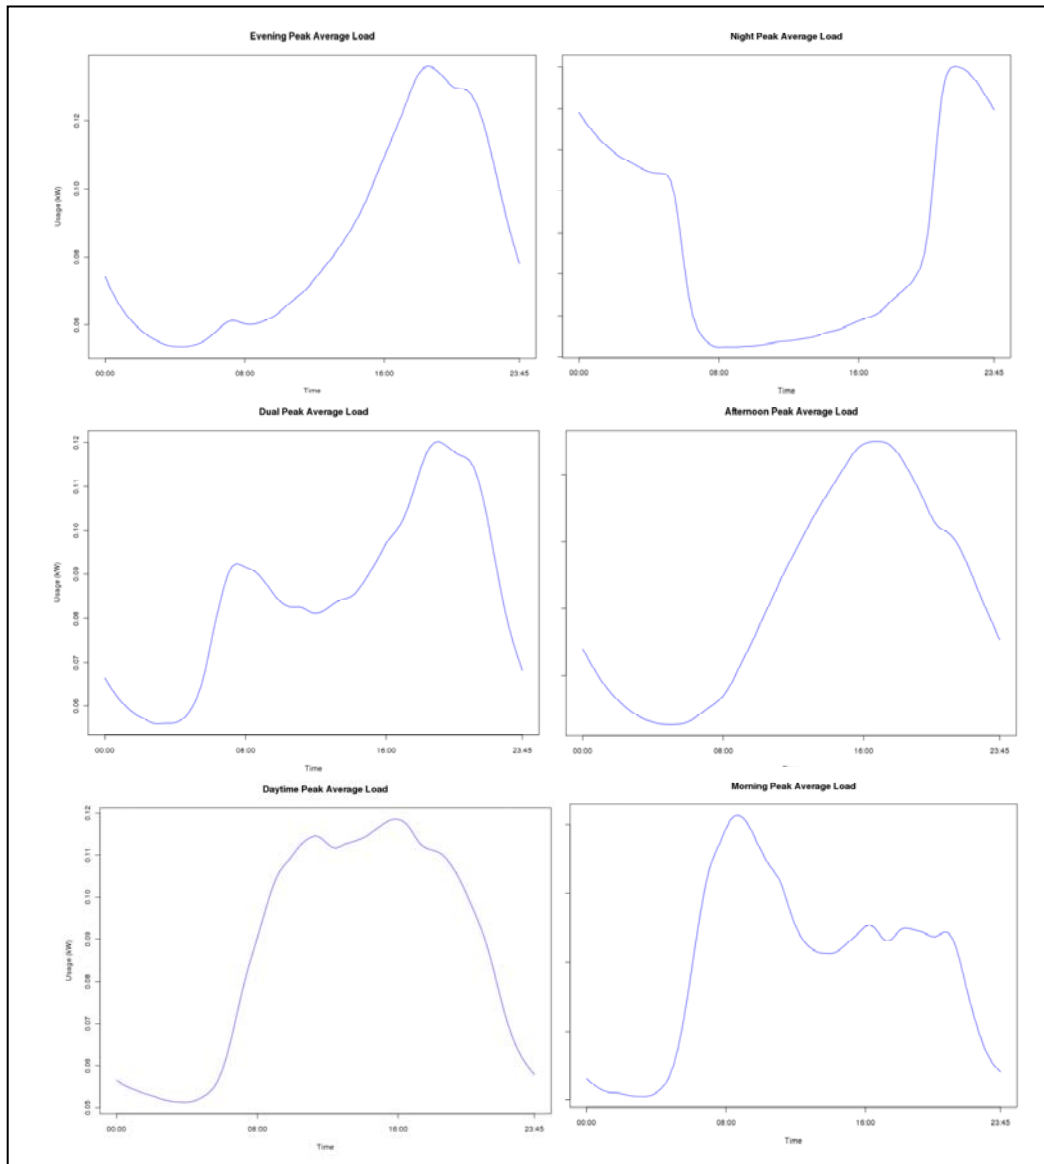 Evening Peak Average Load
Usage (kW)
0.12
0.10
0.08
0.06
00:00 08:00 16:00 23:45
Time
Night Peak Average Load
00:00 08:00 16:00 23:45
Time
Dual Peak Average Load
Usage (kW)
0.12
0.11
0.10
0.09
0.08
0.07
0.06
00:00 08:00 16:00 23:45
Time
Afternoon Peak Average Load
00:00 08:00 16:00 23:45
Daytime Peak Average Load
Usage (kW)
0.12
0.11
0.10
0.09
0.08
0.07
0.06
0.05
00:00 08:00 16:00 23:45
Time
Morning Peak Average Load
00:00 08:00 16:00 23:45
Time